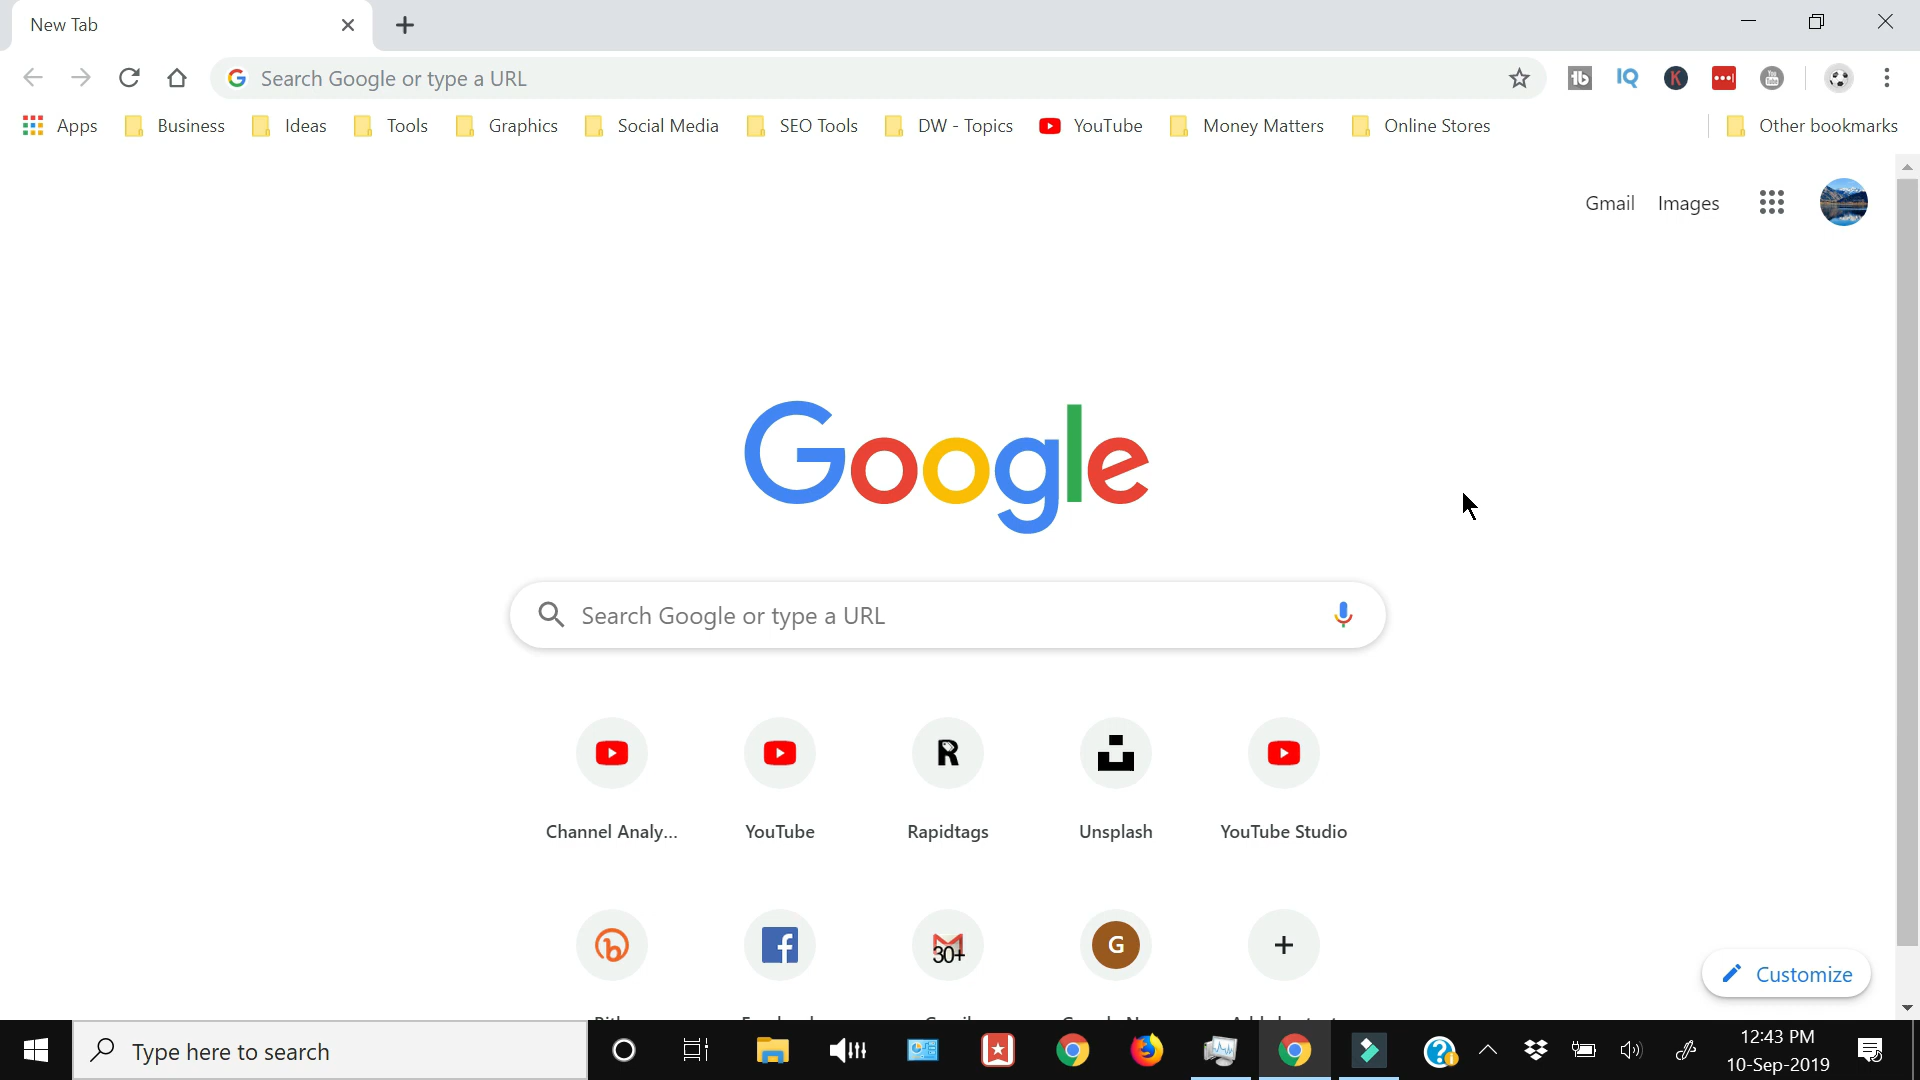 New Tab
Search Google or type a URL
Apps Business Ideas Tools Graphics Social Media SEO Tools DW - Topics YouTube Money Matters Online Stores Other bookmarks
Gmail Images
Google
Search Google or type a URL
Channel Analy... YouTube Rapidtags Unsplash YouTube Studio
30+ G
Customize
Type here to search
12:43 PM
10-Sep-2019